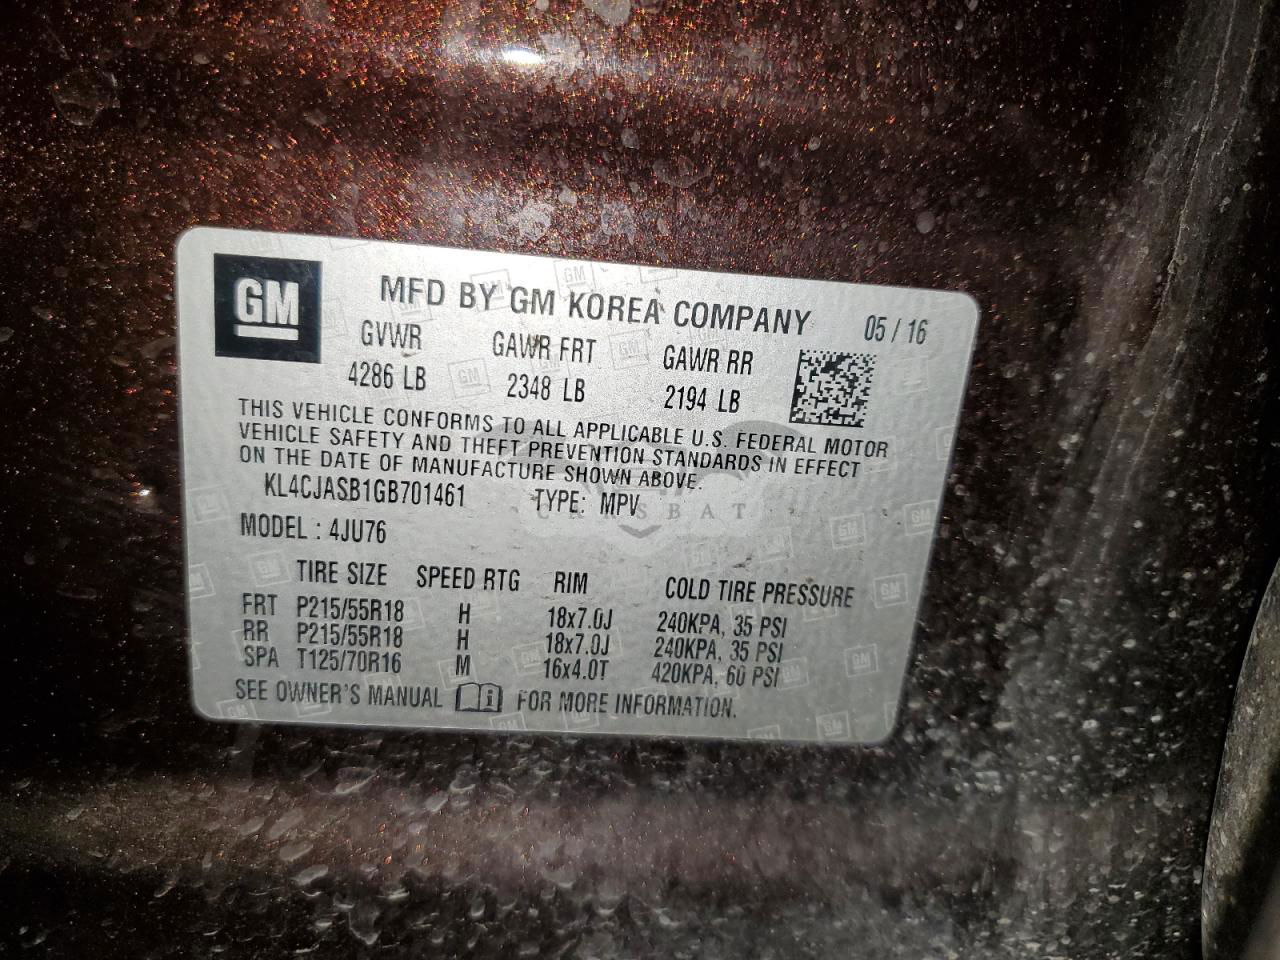 GM
MFD BY GM KOREA COMPANY 05 / 16
GVWR GAWR FRT GAWR RR
4286 LB 2348 LB 2194 LB
THIS VEHICLE CONFORMS TO ALL APPLICABLE U.S. FEDERAL MOTOR
VEHICLE SAFETY AND THEFT PREVENTION STANDARDS IN EFFECT
ON THE DATE OF MANUFACTURE SHOWN ABOVE.
KL4CJASB1GB701461 TYPE: MPV
CARSBAT
MODEL : 4JU76
TIRE SIZE SPEED RTG RIM COLD TIRE PRESSURE
FRT P215/55R18 H 18x7.0J 240KPA, 35 PSI
RR P215/55R18 H 18x7.0J 240KPA, 35 PSI
SPA T125/70R16 M 16x4.0T 420KPA, 60 PSI
SEE OWNER'S MANUAL i FOR MORE INFORMATION.